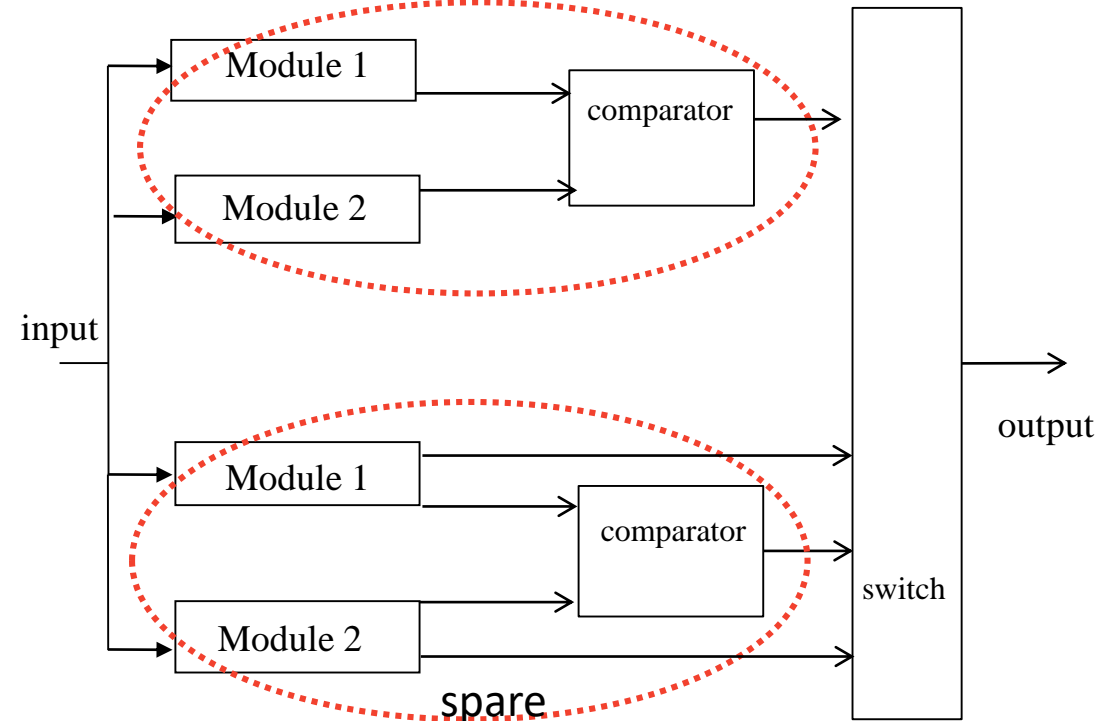 Module 1
comparator
Module 2
input
output
Module 1
comparator
switch
Module 2
spare